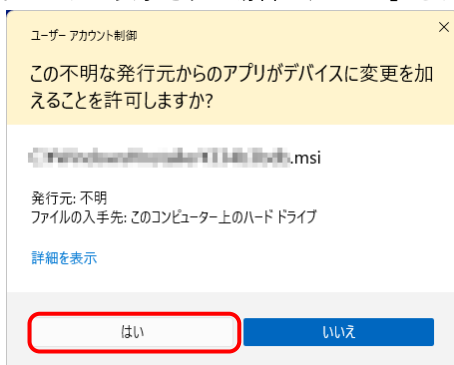 ユーザー アカウント制御
×
この不明な発行元からのアプリがデバイスに変更を加
えることを許可しますか?
.msi
発行元: 不明
ファイルの入手先: このコンピューター上のハード ドライブ
詳細を表示
はい
いいえ